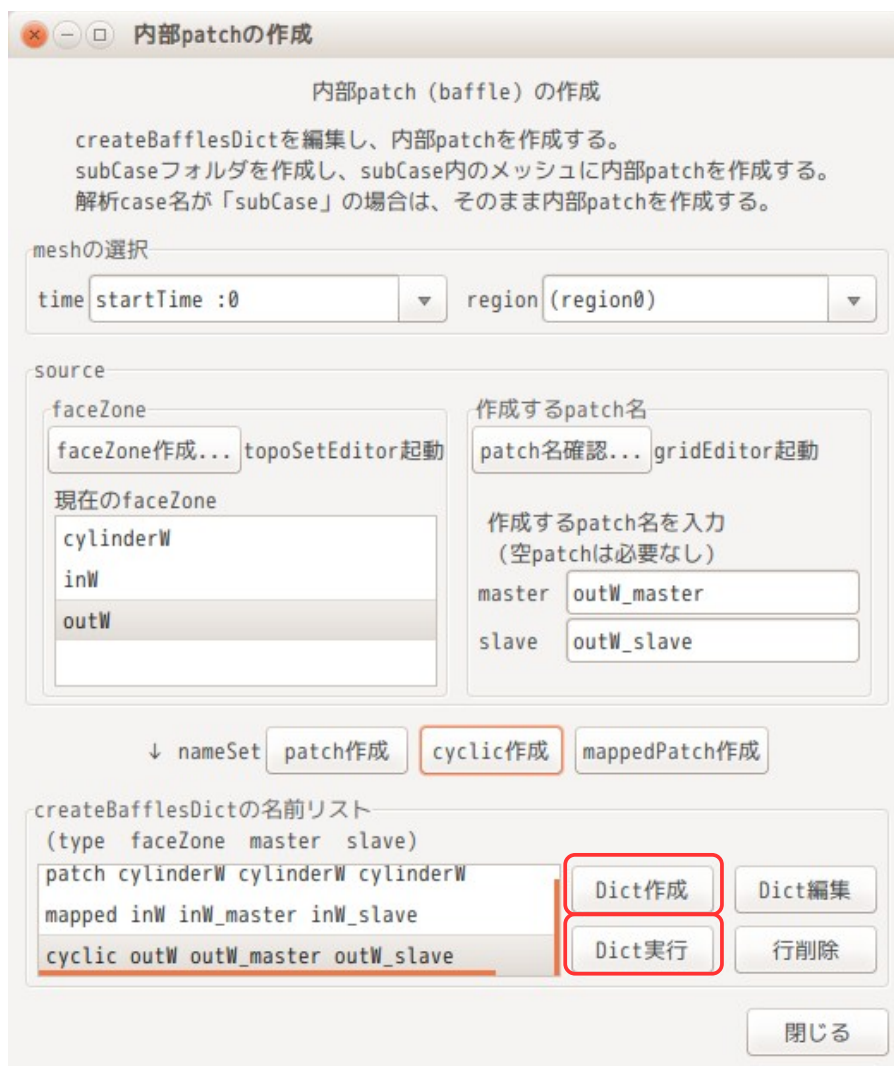 内部patchの作成
内部patch (baffle) の作成
createBafflesDictを編集し、内部patchを作成する。
subCaseフォルダを作成し、subCase内のメッシュに内部patchを作成する。
解析case名が「subCase」の場合は、そのまま内部patchを作成する。
meshの選択
time startTime :0 region (region0)
source
faceZone
faceZone作成... topoSetEditor起動
現在のfaceZone
cylinderW
inW
outW
作成するpatch名
patch名確認... gridEditor起動
作成するpatch名を入力
(空patchは必要なし)
master outW_master
slave outW_slave
↓ nameSet patch作成 cyclic作成 mappedPatch作成
createBafflesDictの名前リスト
(type faceZone master slave)
patch cylinderW cylinderW cylinderW
mapped inW inW_master inW_slave
cyclic outW outW_master outW_slave
Dict作成 Dict編集
Dict実行 行削除
閉じる